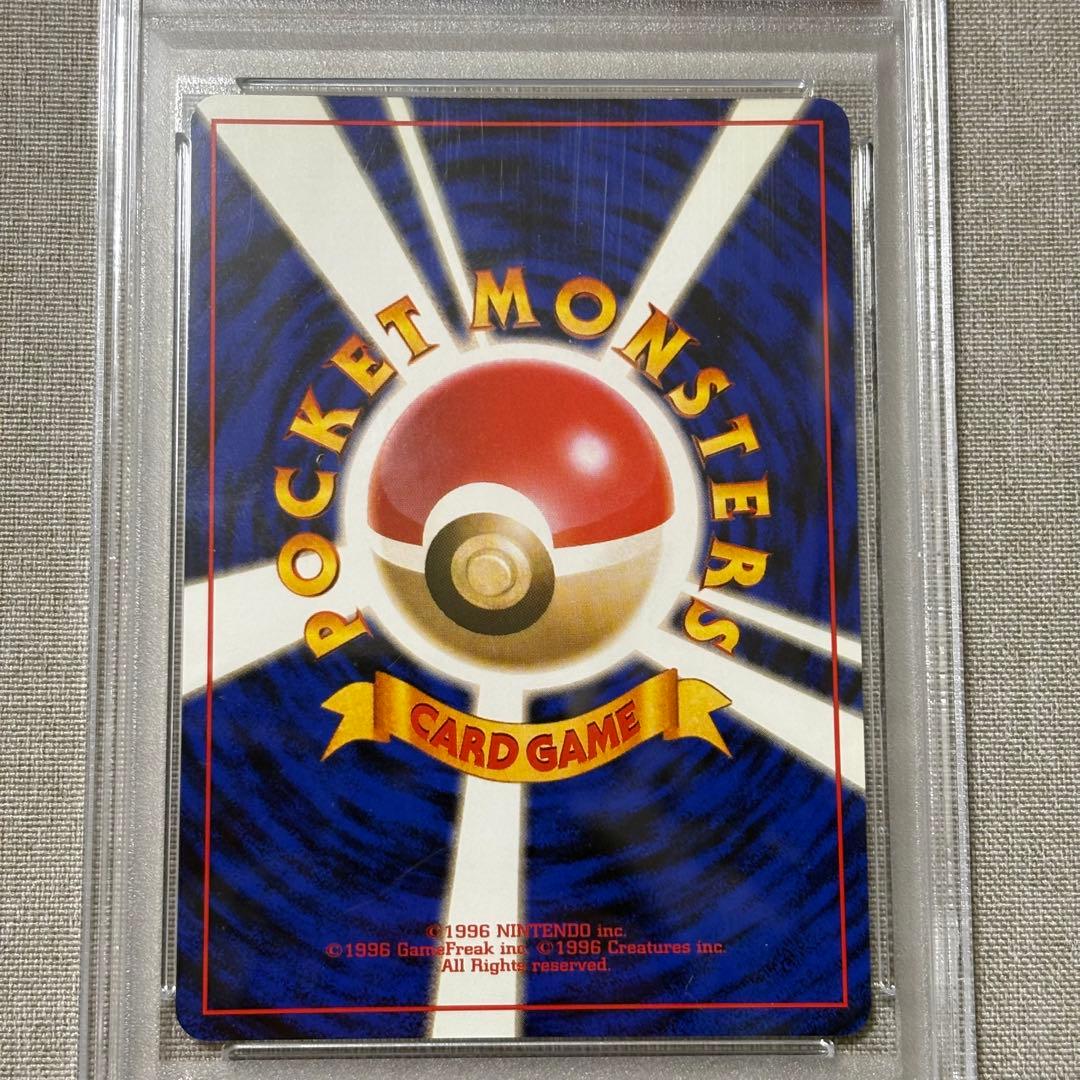 POCKET MONSTERS
CARD GAME
©1996 NINTENDO inc.
©1996 GameFreak inc. ©1996 Creatures inc.
All Rights reserved.